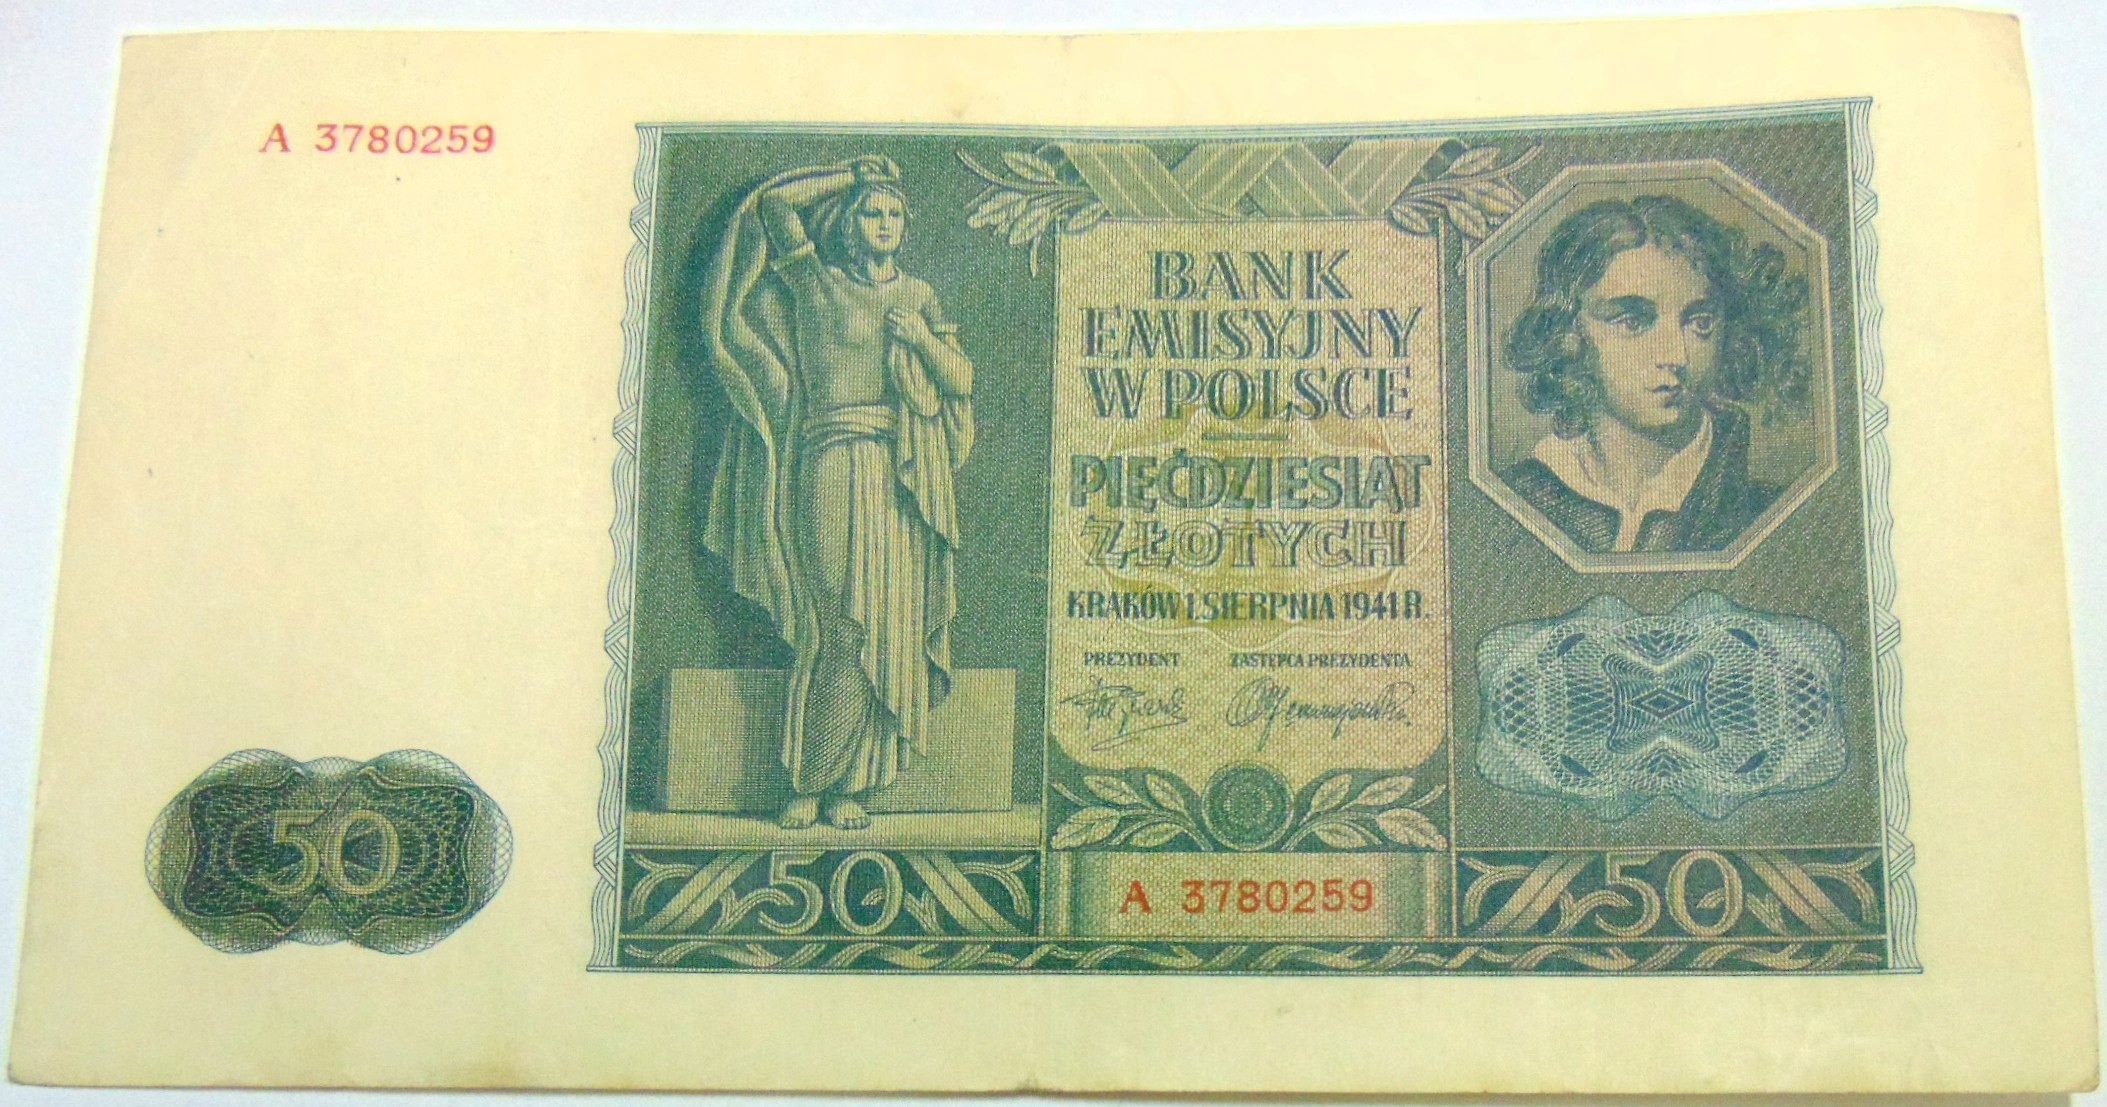 A 3780259
BANK
EMISYJNY
W POLSCE
PIĘĆDZIESIĄT
ZŁOTYCH
KRAKÓW 1. SIERPNIA 1941 R.
PREZYDENT ZASTĘPCA PREZYDENTA
50
50 A 3780259 50